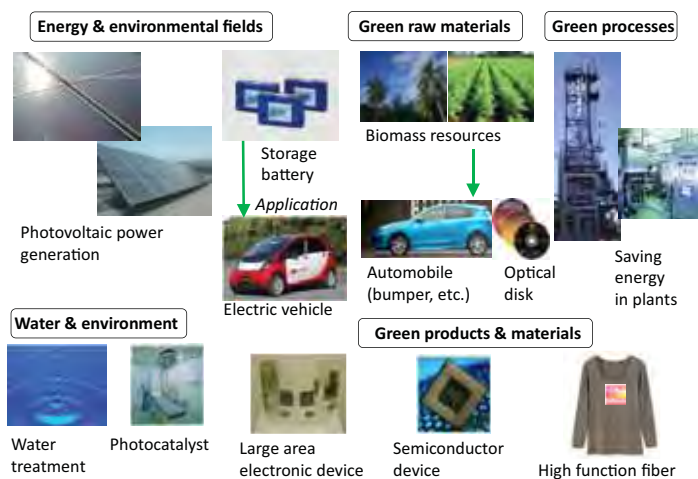 Energy & environmental fields
Green raw materials
Green processes
Storage
battery
Application
Photovoltaic power
generation
Electric vehicle
Biomass resources
Automobile
(bumper, etc.)
Optical
disk
Saving
energy
in plants
Water & environment
Green products & materials
Water
treatment
Photocatalyst
Large area
electronic device
Semiconductor
device
High function fiber